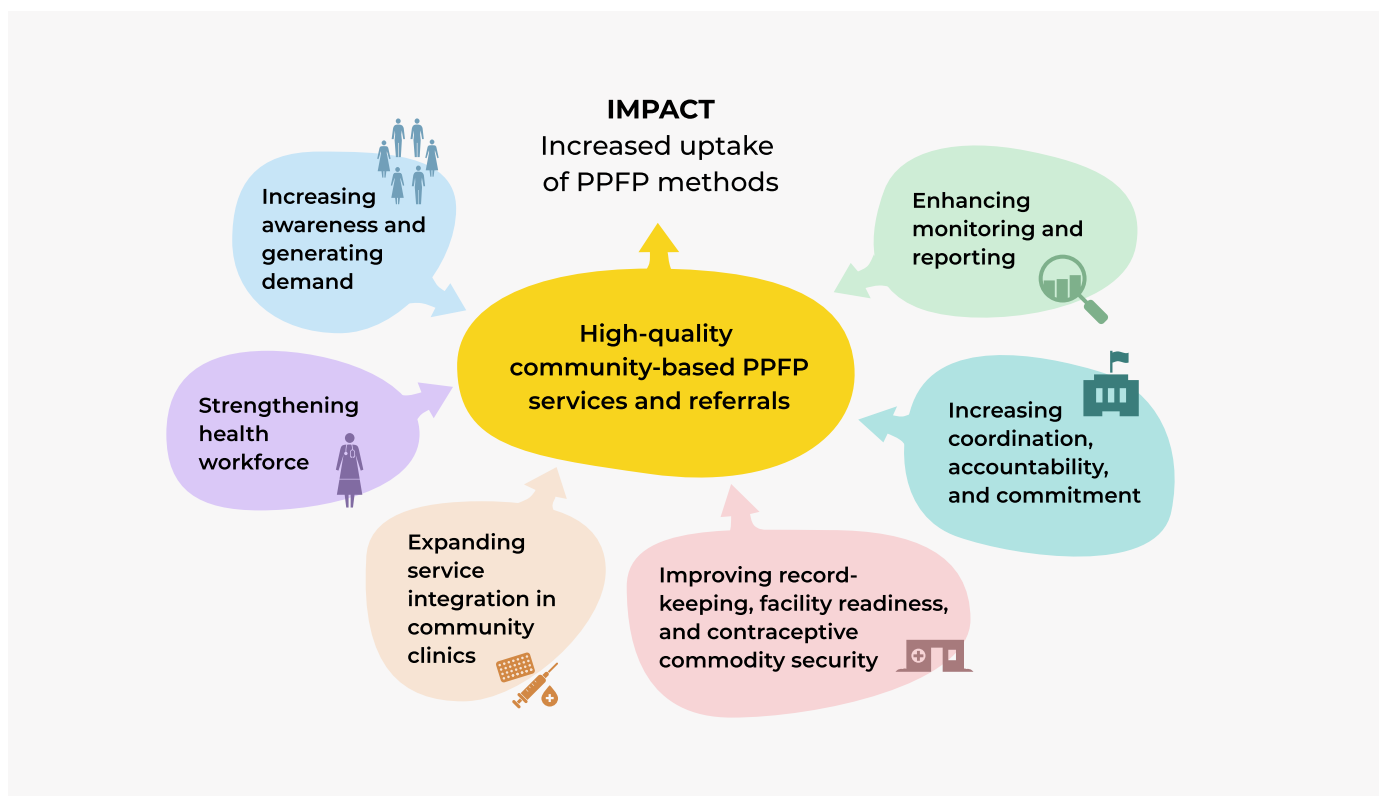 IMPACT
Increased uptake
of PPFP methods
Increasing
awareness and
generating
demand
Enhancing
monitoring and
reporting
High-quality
community-based PPFP
services and referrals
Strengthening
health
workforce
Increasing
coordination,
accountability,
and commitment
Expanding
service
integration in
community
clinics
Improving record-
keeping, facility readiness,
and contraceptive
commodity security